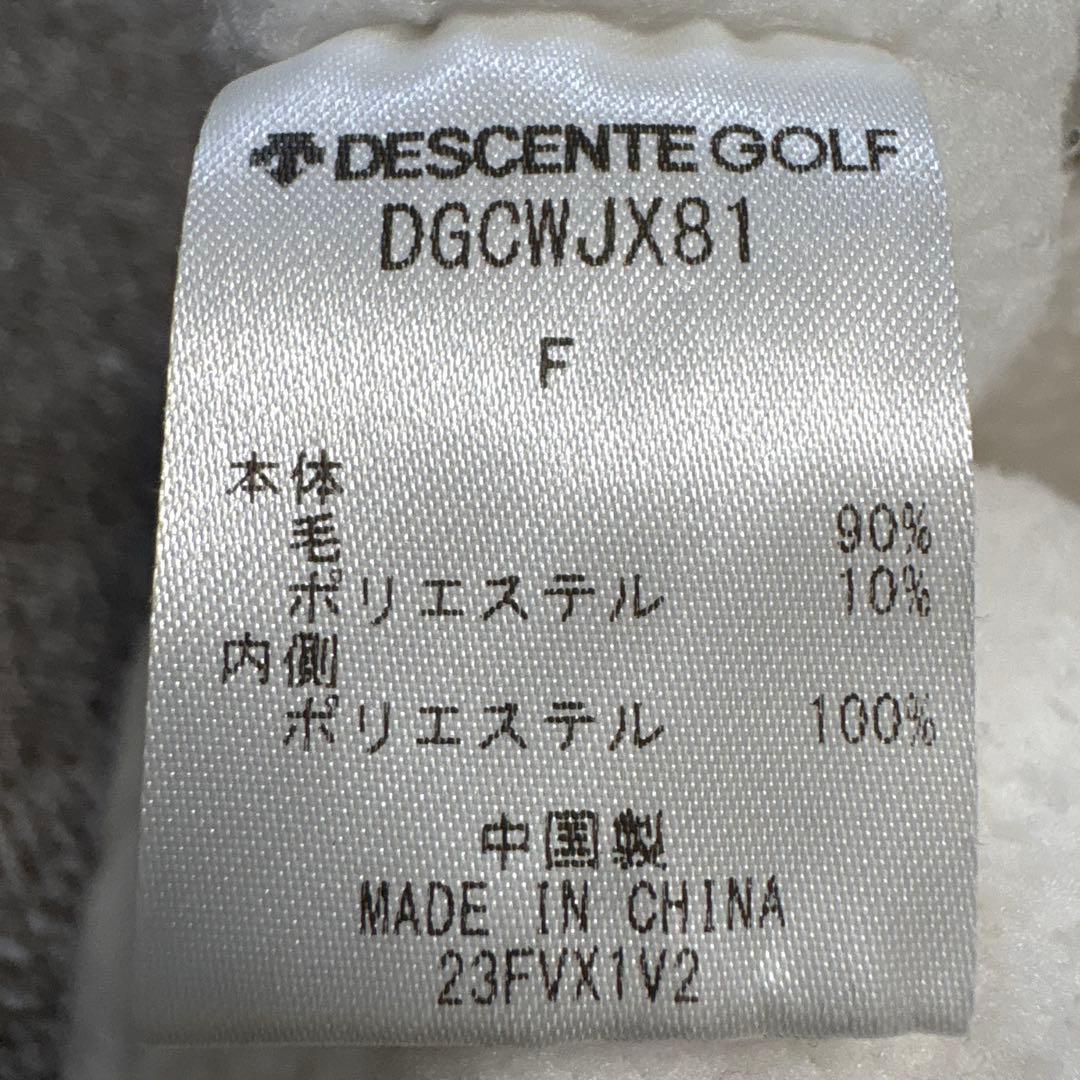 DESCENTE GOLF
DGCWJX81
F
本体
毛 90%
ポリエステル 10%
内側
ポリエステル 100%
中国製
MADE IN CHINA
23FVX1V2